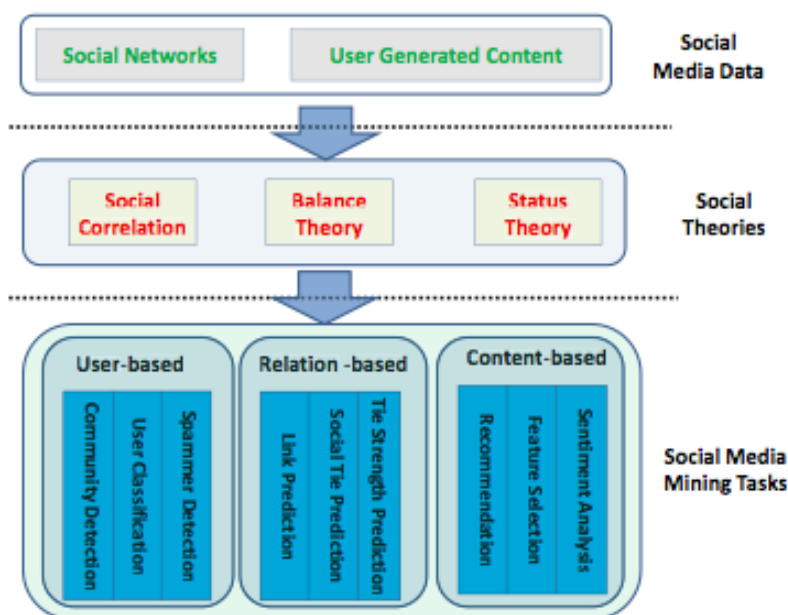 Social Networks
User Generated Content
Social
Media Data
Social
Correlation
Balance
Theory
Status
Theory
Social
Theories
User-based
Community Detection
User Classification
Spammer Detection
Relation -based
Link Prediction
Social Tie Prediction
Tie Strength Prediction
Content-based
Recommendation
Feature Selection
Sentiment Analysis
Social Media
Mining Tasks